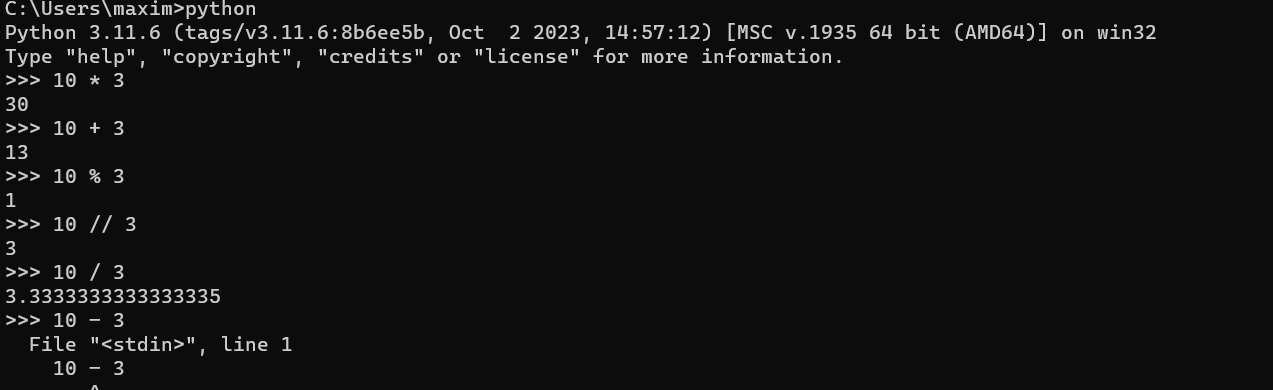 C:\Users\maxim>python
Python 3.11.6 (tags/v3.11.6:8b6ee5b, Oct  2 2023, 14:57:12) [MSC v.1935 64 bit (AMD64)] on win32
Type "help", "copyright", "credits" or "license" for more information.
>>> 10 * 3
30
>>> 10 + 3
13
>>> 10 % 3
1
>>> 10 // 3
3
>>> 10 / 3
3.3333333333333335
>>> 10 − 3
  File "<stdin>", line 1
    10 − 3
       ^